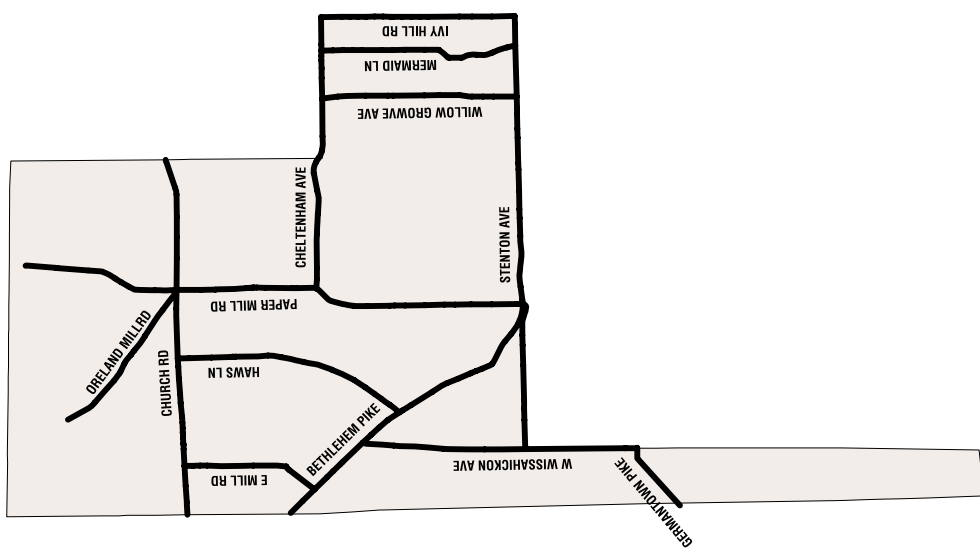 IVY HILL RD
MERMAID LN
WILLOW GROWVE AVE
CHELTENHAM AVE
STENTON AVE
PAPER MILL RD
ORELAND MILLRD
CHURCH RD
HAWS LN
BETHLEHEM PIKE
W WISSAHICKON AVE
E MILL RD
GERMANTOWN PIKE